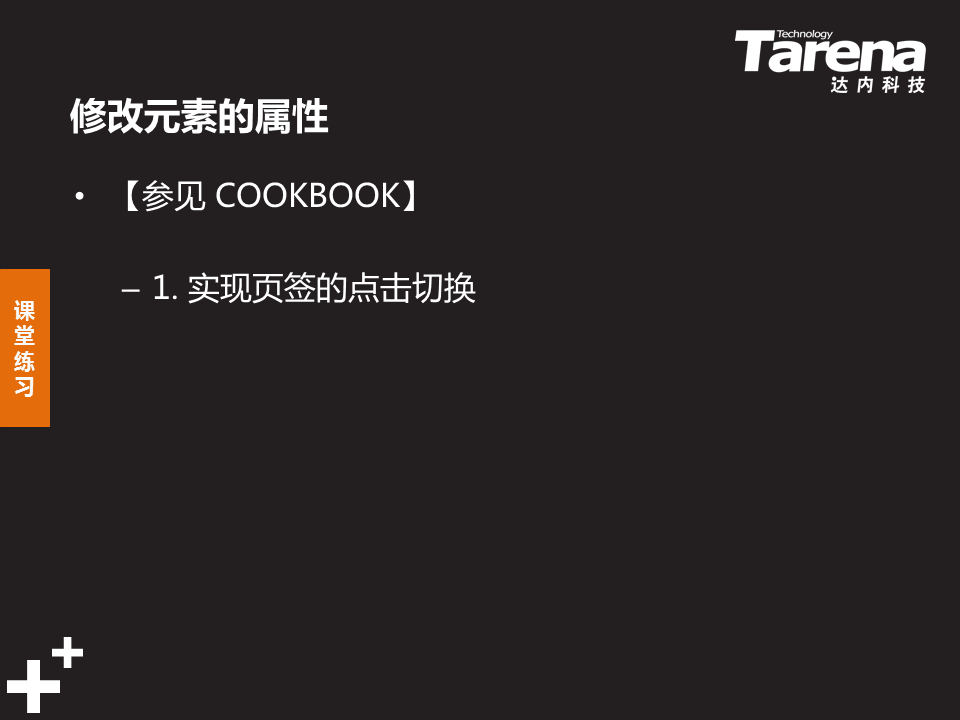 Technology
Tarena
达内科技
修改元素的属性
• 【参见 COOKBOOK】
– 1. 实现页签的点击切换
课
堂
练
习